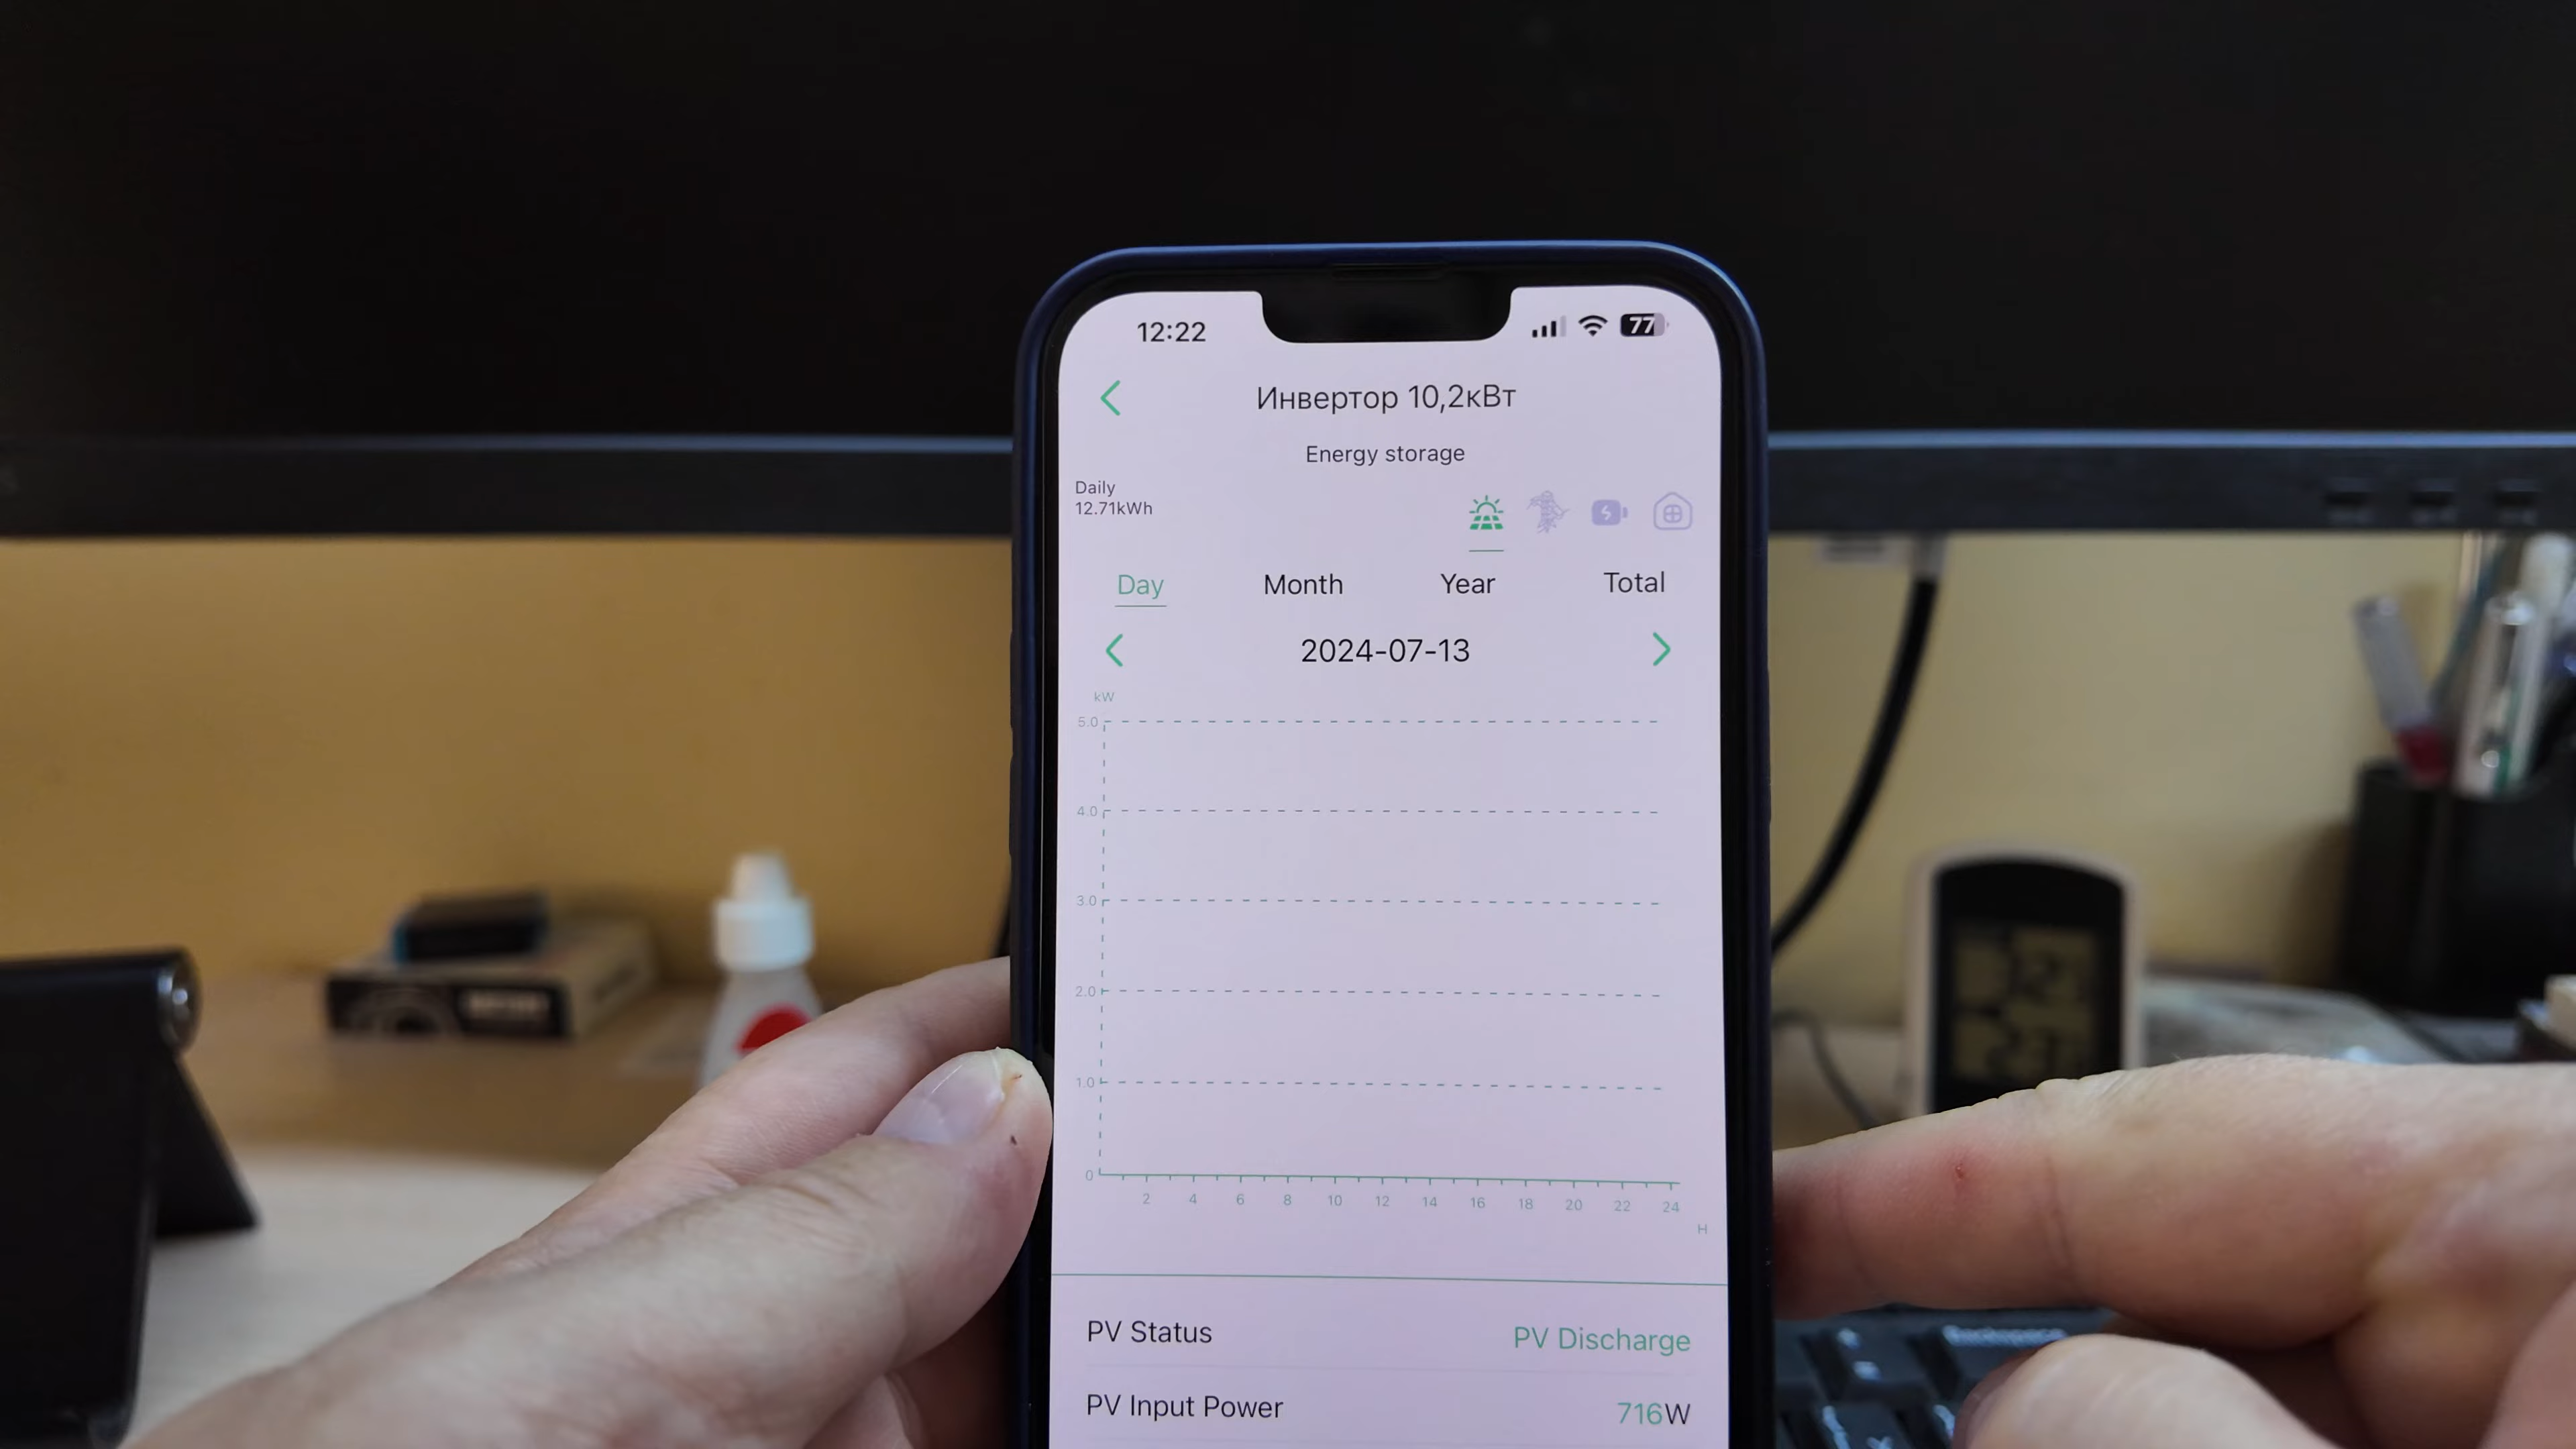 12:22
77
Инвертор 10,2кВт
Energy storage
Daily
12.71kWh
Day Month Year Total
2024-07-13
kW
5.0
4.0
3.0
2.0
1.0
0
2 4 6 8 10 12 14 16 18 20 22 24
H
PV Status PV Discharge
PV Input Power 716W
Backspace